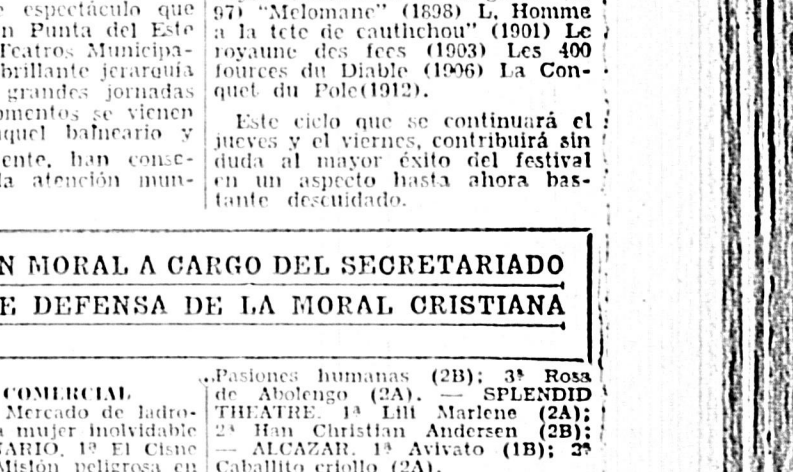 espectáculo que
n Punta del Este
Teatros Municipa-
brillante jerarquía
grandes jornadas
omentos se vienen
aquel balneario y
ente, han conse-
la atención mun-
97) "Melomane" (1898) L, Homme
a la tete de cauthchou" (1901) Le
royaune des fees (1903) Les 400
fources du Diable (1906) La Con-
quet du Pole(1912).
Este ciclo que se continuará el
jueves y el viernes, contribuirá sin
duda al mayor éxito del festival
en un aspecto hasta ahora bas-
tante descuidado.
N MORAL A CARGO DEL SECRETARIADO
E DEFENSA DE LA MORAL CRISTIANA
COMERCIAL
Mercado de ladro-
a mujer inolvidable
NARIO. 1ª El Cisne
Misión peligrosa en
Pasiones humanas (2B); 3ª Rosa
de Abolengo (2A). — SPLENDID
THEATRE. 1ª Lilí Marlene (2A);
2ª Han Christian Andersen (2B);
— ALCAZAR. 1ª Avivato (1B); 2ª
Caballito criollo (2A).